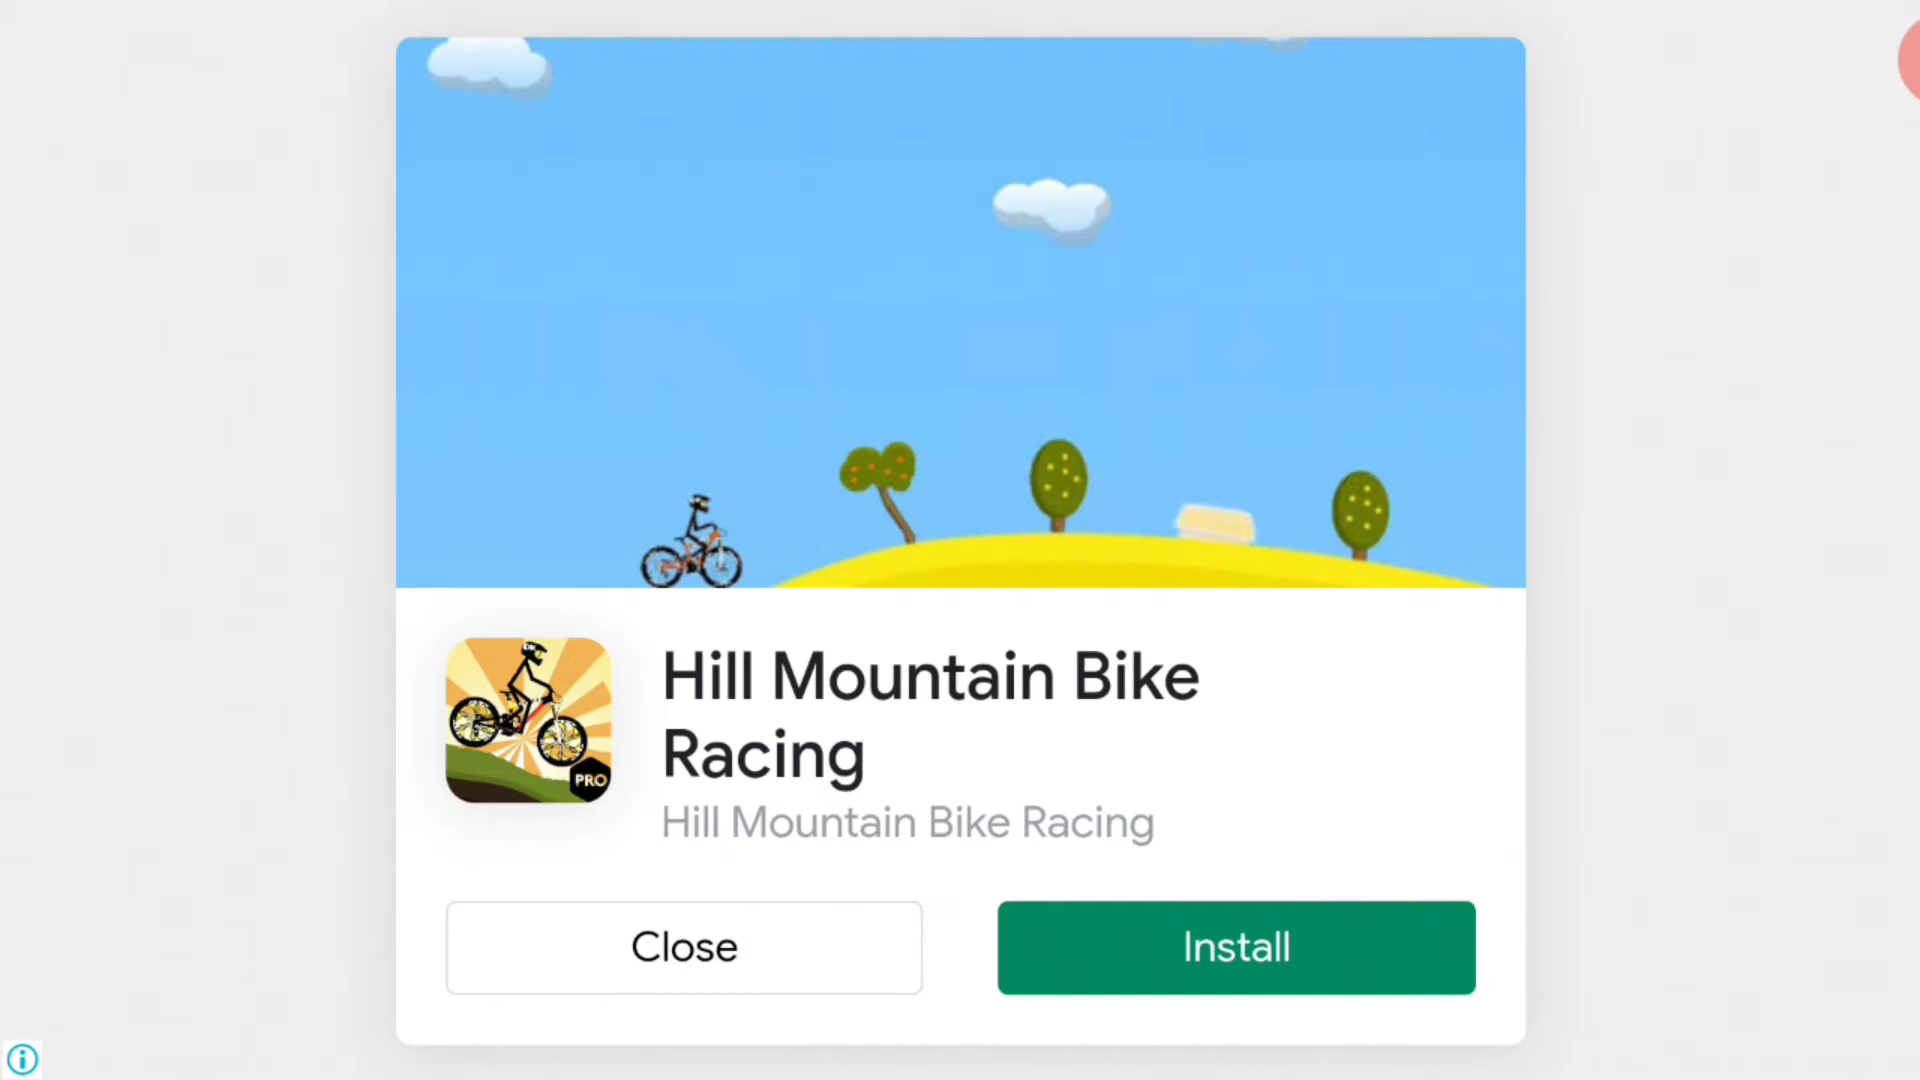 PRO
Hill Mountain Bike
Racing
Hill Mountain Bike Racing
Close
Install